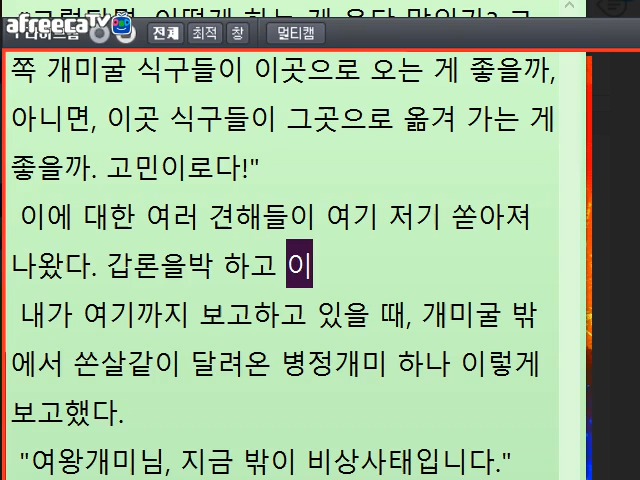 afreecaTV
전체 최적 창 멀티캠
쪽 개미굴 식구들이 이곳으로 오는 게 좋을까,
아니면, 이곳 식구들이 그곳으로 옮겨 가는 게
좋을까. 고민이로다!"
이에 대한 여러 견해들이 여기 저기 쏟아져
나왔다. 갑론을박 하고 이
내가 여기까지 보고하고 있을 때, 개미굴 밖
에서 쏜살같이 달려온 병정개미 하나 이렇게
보고했다.
"여왕개미님, 지금 밖이 비상사태입니다."